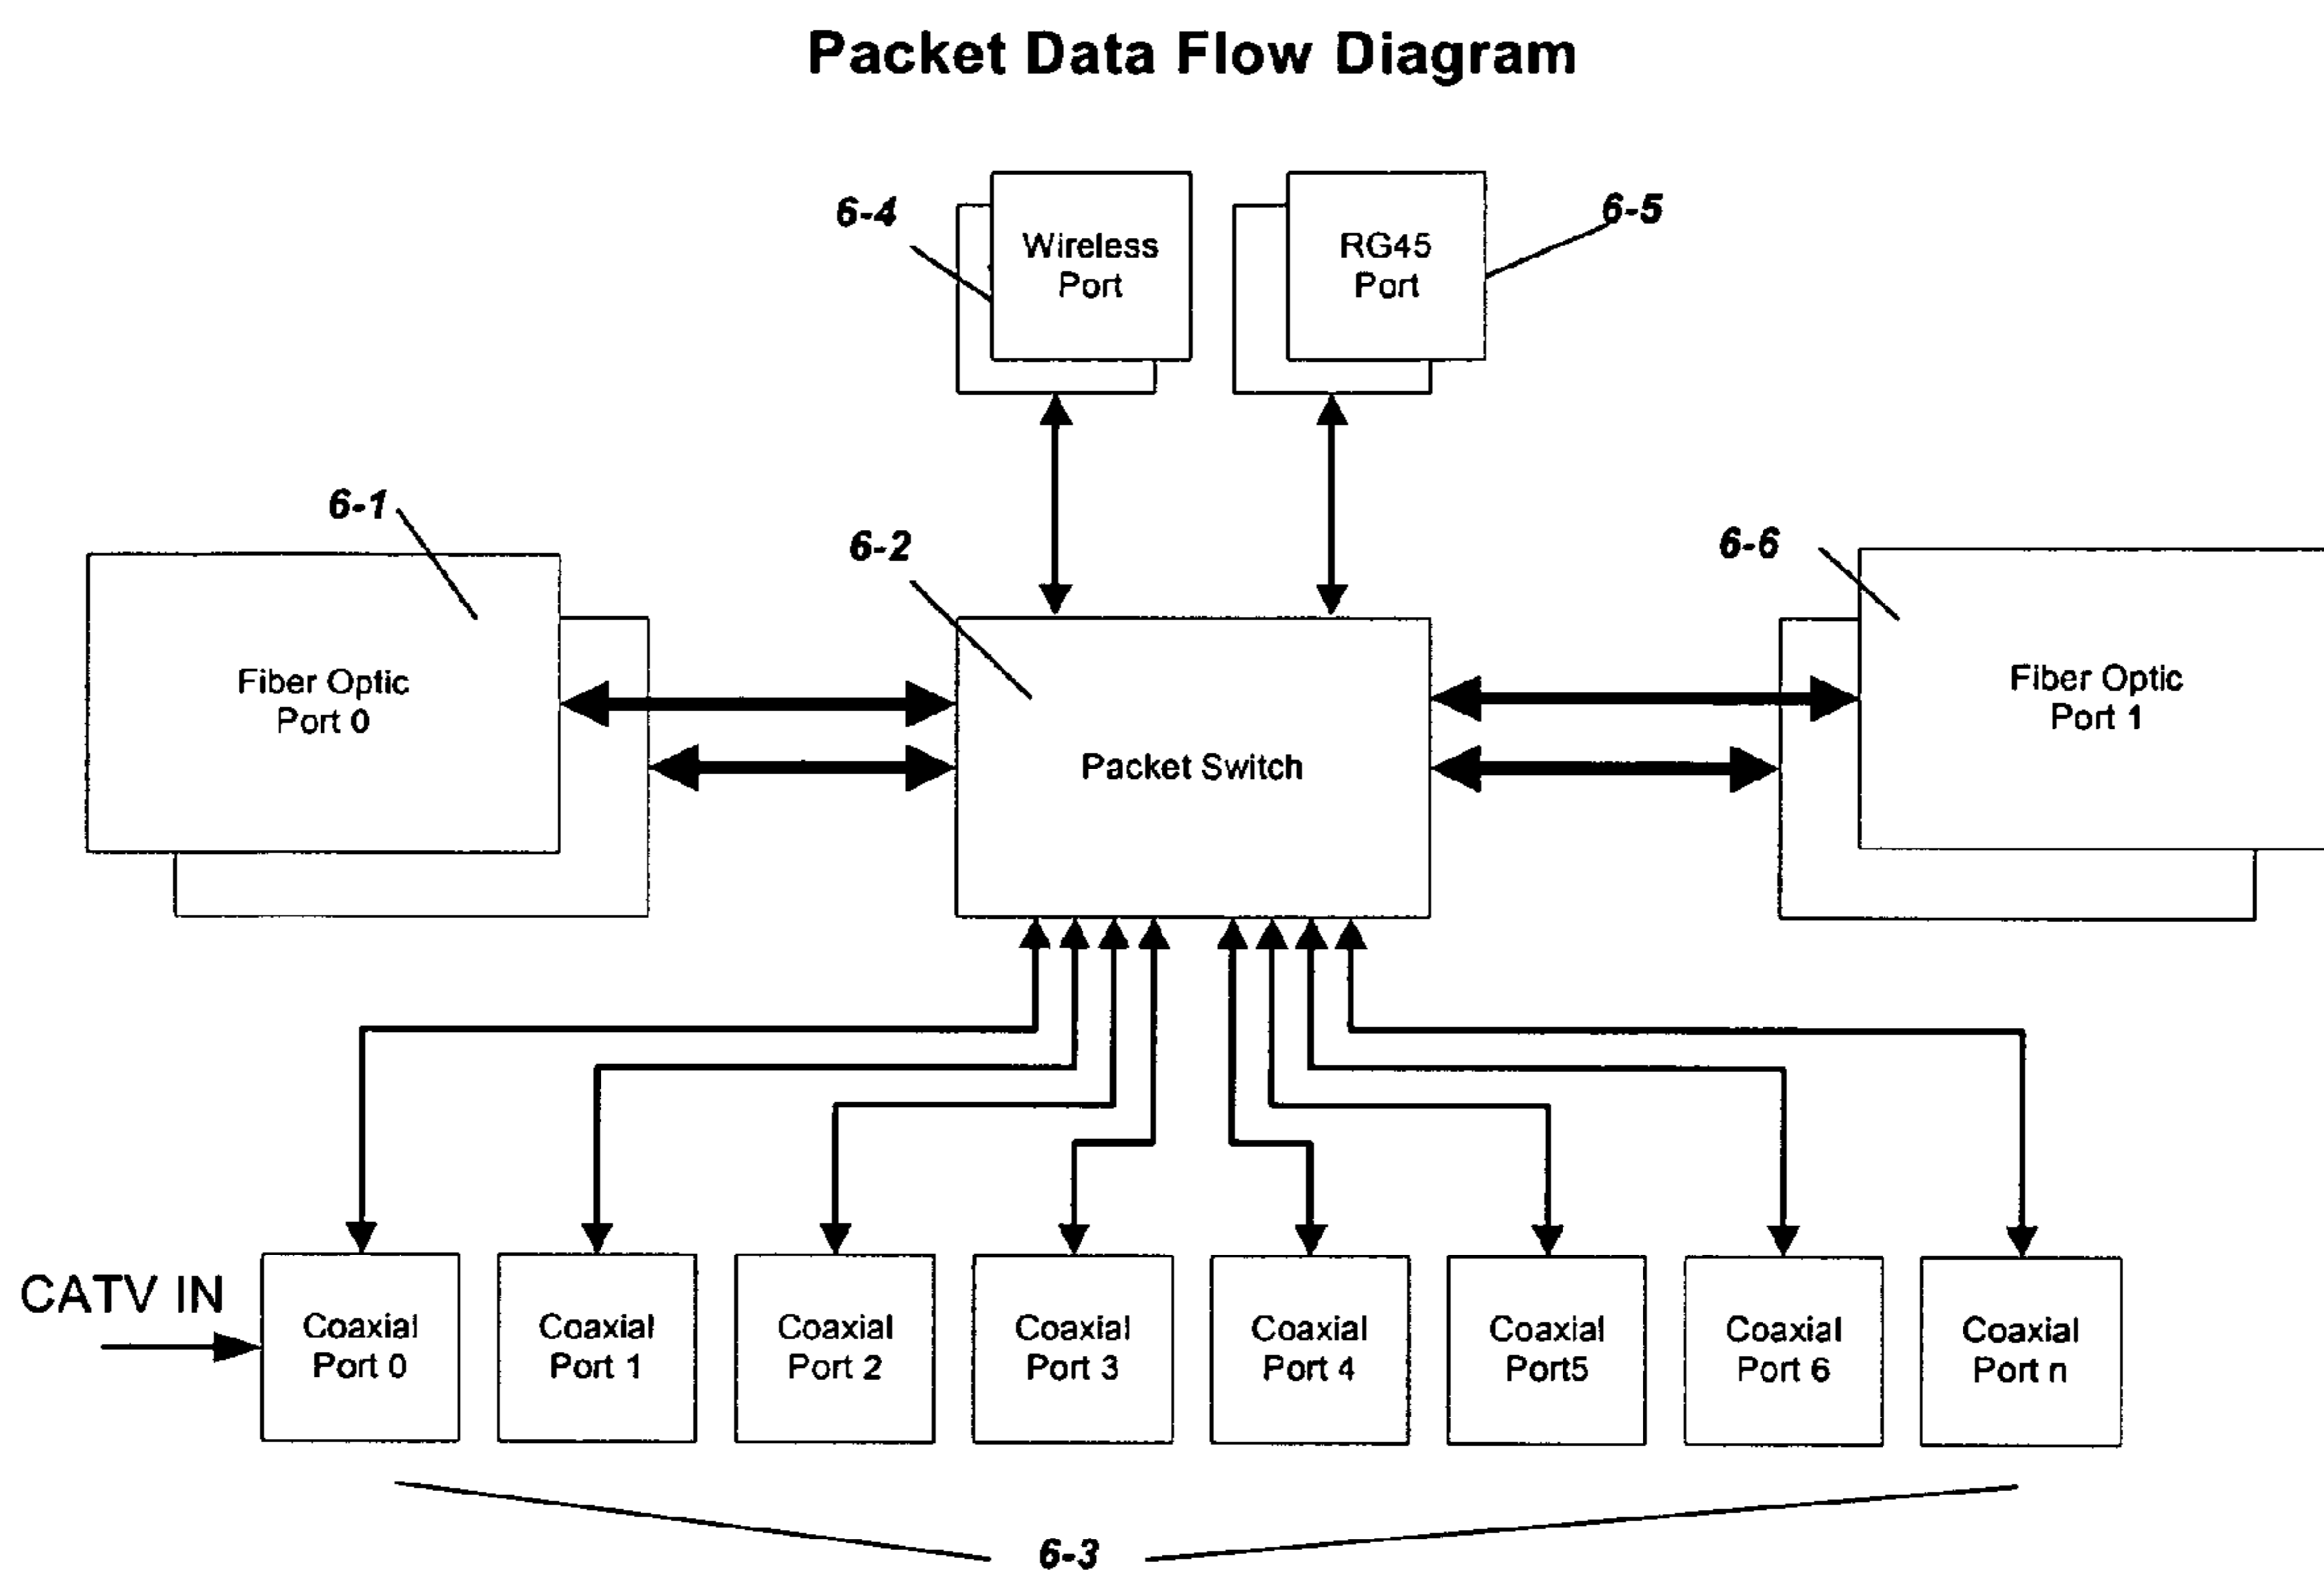 Packet Data Flow Diagram
6-4
Wireless
Port
RG45
Port
6-5
6-1
6-2
6-6
Fiber Optic
Port 0
Packet Switch
Fiber Optic
Port 1
CATV IN
Coaxial
Port 0
Coaxial
Port 1
Coaxial
Port 2
Coaxial
Port 3
Coaxial
Port 4
Coaxial
Port5
Coaxial
Port 6
Coaxial
Port n
6-3